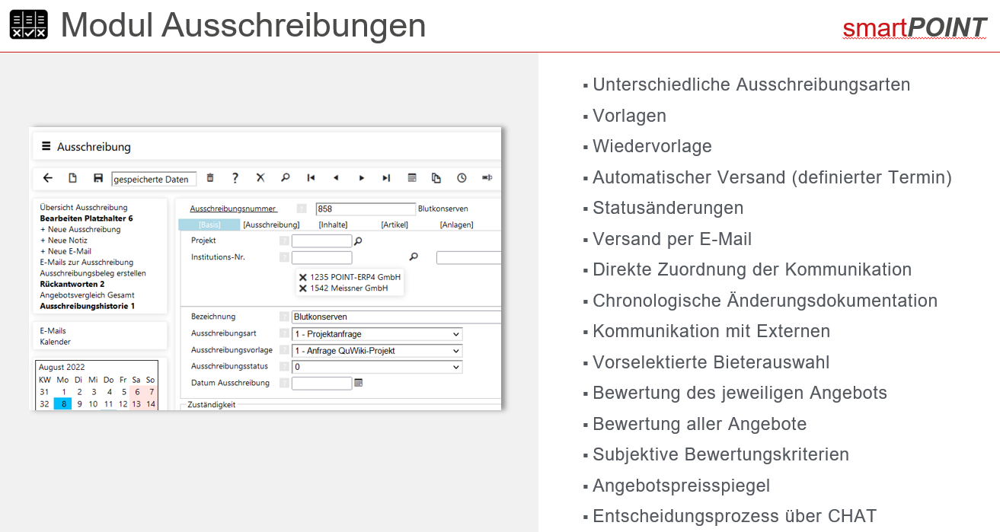 Modul Ausschreibungen
smartPOINT
Ausschreibung
gespeicherte Daten
?
Übersicht Ausschreibung
Bearbeiten Platzhalter 6
+ Neue Ausschreibung
+ Neue Notiz
+ Neue E-Mail
E-Mails zur Ausschreibung
Ausschreibungsbeleg erstellen
Rückantworten 2
Angebotsvergleich Gesamt
Ausschreibungshistorie 1
E-Mails
Kalender
August 2022
KW Mo Di Mi Do Fr Sa So
31 1 2 3 4 5 6 7
32 8 9 10 11 12 13 14
Ausschreibungsnummer ? 858 Blutkonserven
[Basis] [Ausschreibung] [Inhalte] [Artikel] [Anlagen]
Projekt ?
Institutions-Nr. ?
1235 POINT-ERP4 GmbH
1542 Meissner GmbH
Bezeichnung ? Blutkonserven
Ausschreibungsart ? 1 - Projektanfrage
Ausschreibungsvorlage ? 1 - Anfrage QuWiki-Projekt
Ausschreibungsstatus ? 0
Datum Ausschreibung ?
Zuständigkeit
▪ Unterschiedliche Ausschreibungsarten
▪ Vorlagen
▪ Wiedervorlage
▪ Automatischer Versand (definierter Termin)
▪ Statusänderungen
▪ Versand per E-Mail
▪ Direkte Zuordnung der Kommunikation
▪ Chronologische Änderungsdokumentation
▪ Kommunikation mit Externen
▪ Vorselektierte Bieterauswahl
▪ Bewertung des jeweiligen Angebots
▪ Bewertung aller Angebote
▪ Subjektive Bewertungskriterien
▪ Angebotspreisspiegel
▪ Entscheidungsprozess über CHAT